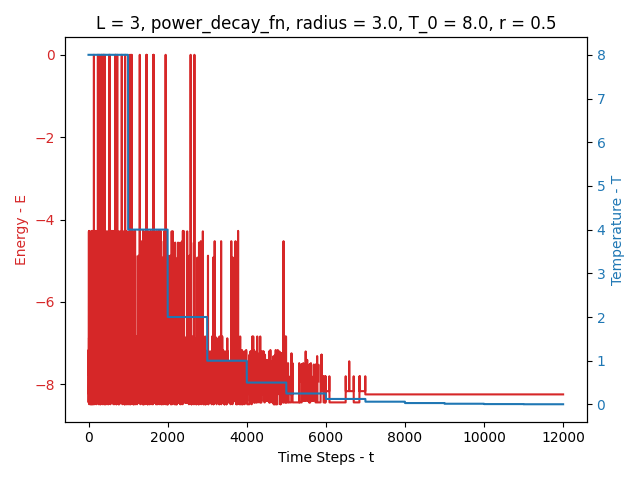 L = 3, power_decay_fn, radius = 3.0, T_0 = 8.0, r = 0.5
Energy - E
0
−2
−4
−6
−8
8
7
6
5
4
3
2
1
0
Temperature - T
0 2000 4000 6000 8000 10000 12000
Time Steps - t